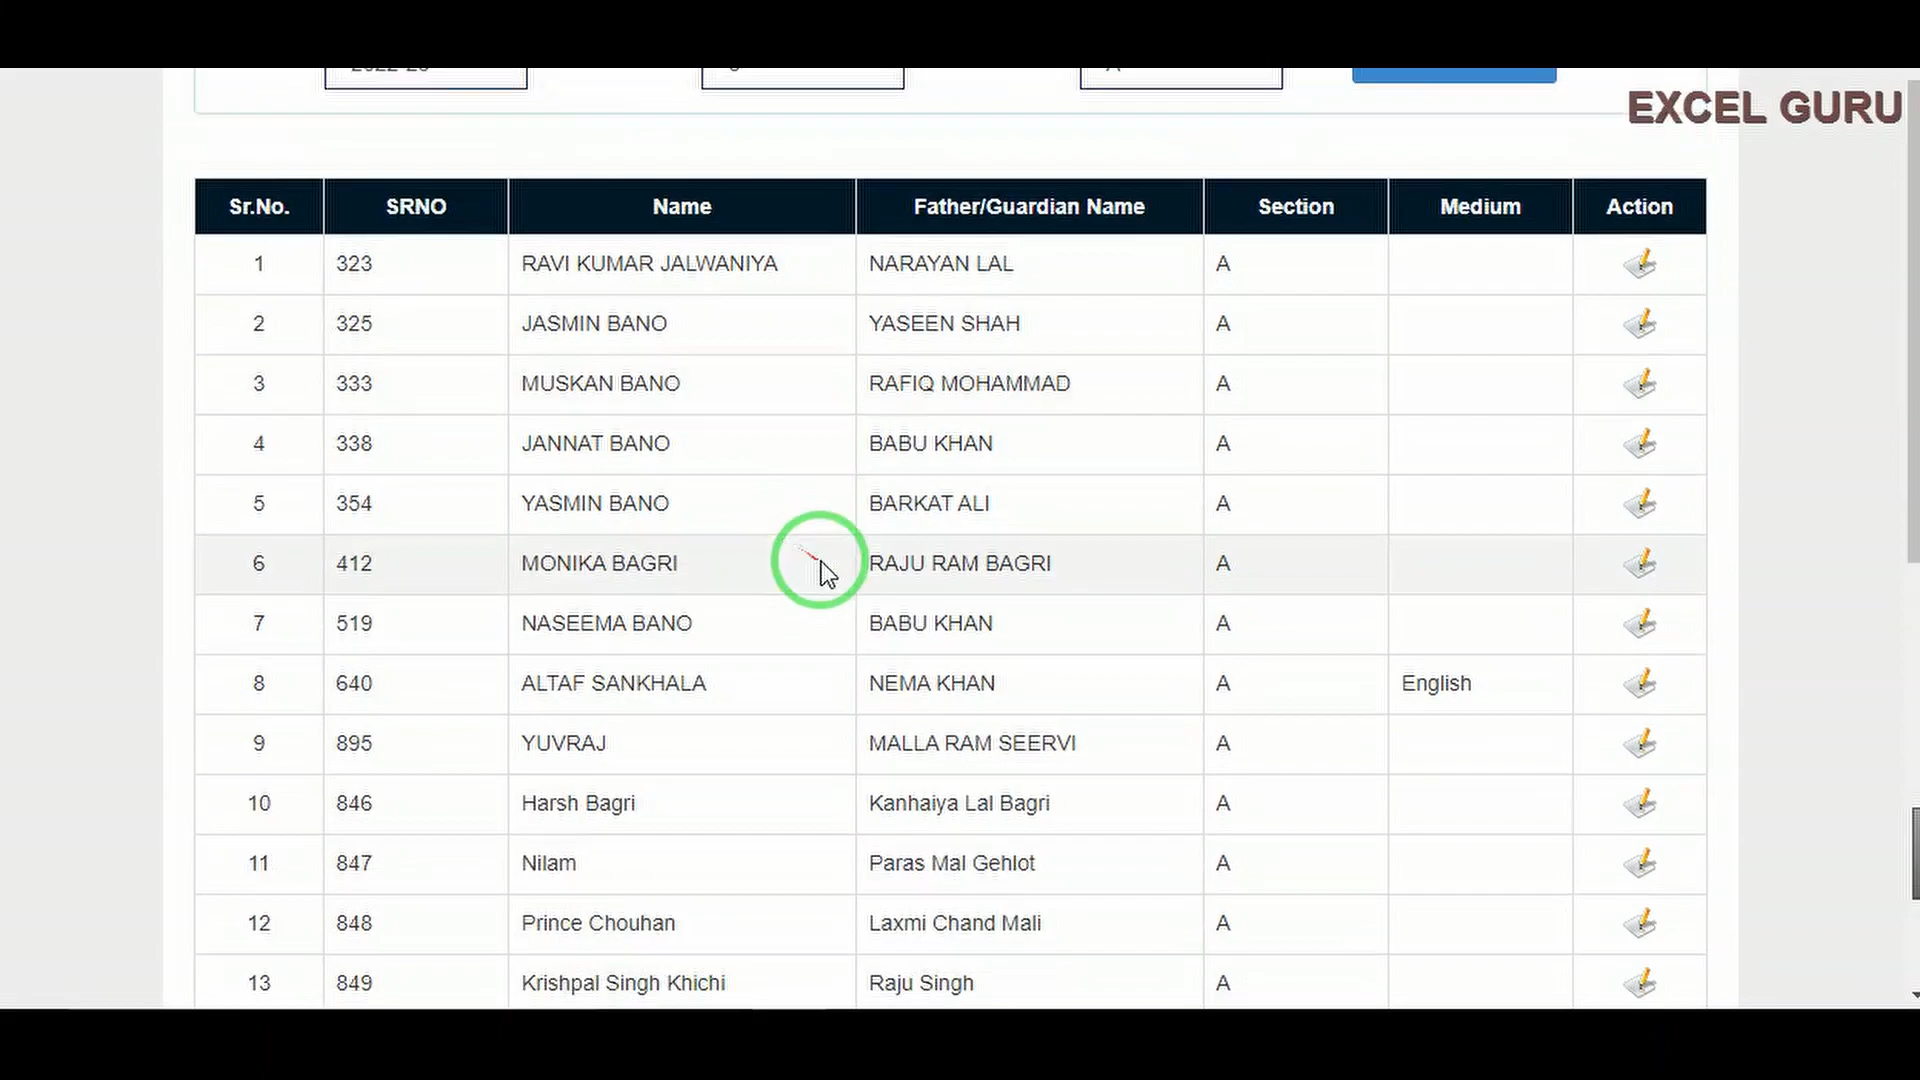 EXCEL GURU
Sr.No. SRNO Name Father/Guardian Name Section Medium Action
1 323 RAVI KUMAR JALWANIYA NARAYAN LAL A
2 325 JASMIN BANO YASEEN SHAH A
3 333 MUSKAN BANO RAFIQ MOHAMMAD A
4 338 JANNAT BANO BABU KHAN A
5 354 YASMIN BANO BARKAT ALI A
6 412 MONIKA BAGRI RAJU RAM BAGRI A
7 519 NASEEMA BANO BABU KHAN A
8 640 ALTAF SANKHALA NEMA KHAN A English
9 895 YUVRAJ MALLA RAM SEERVI A
10 846 Harsh Bagri Kanhaiya Lal Bagri A
11 847 Nilam Paras Mal Gehlot A
12 848 Prince Chouhan Laxmi Chand Mali A
13 849 Krishpal Singh Khichi Raju Singh A